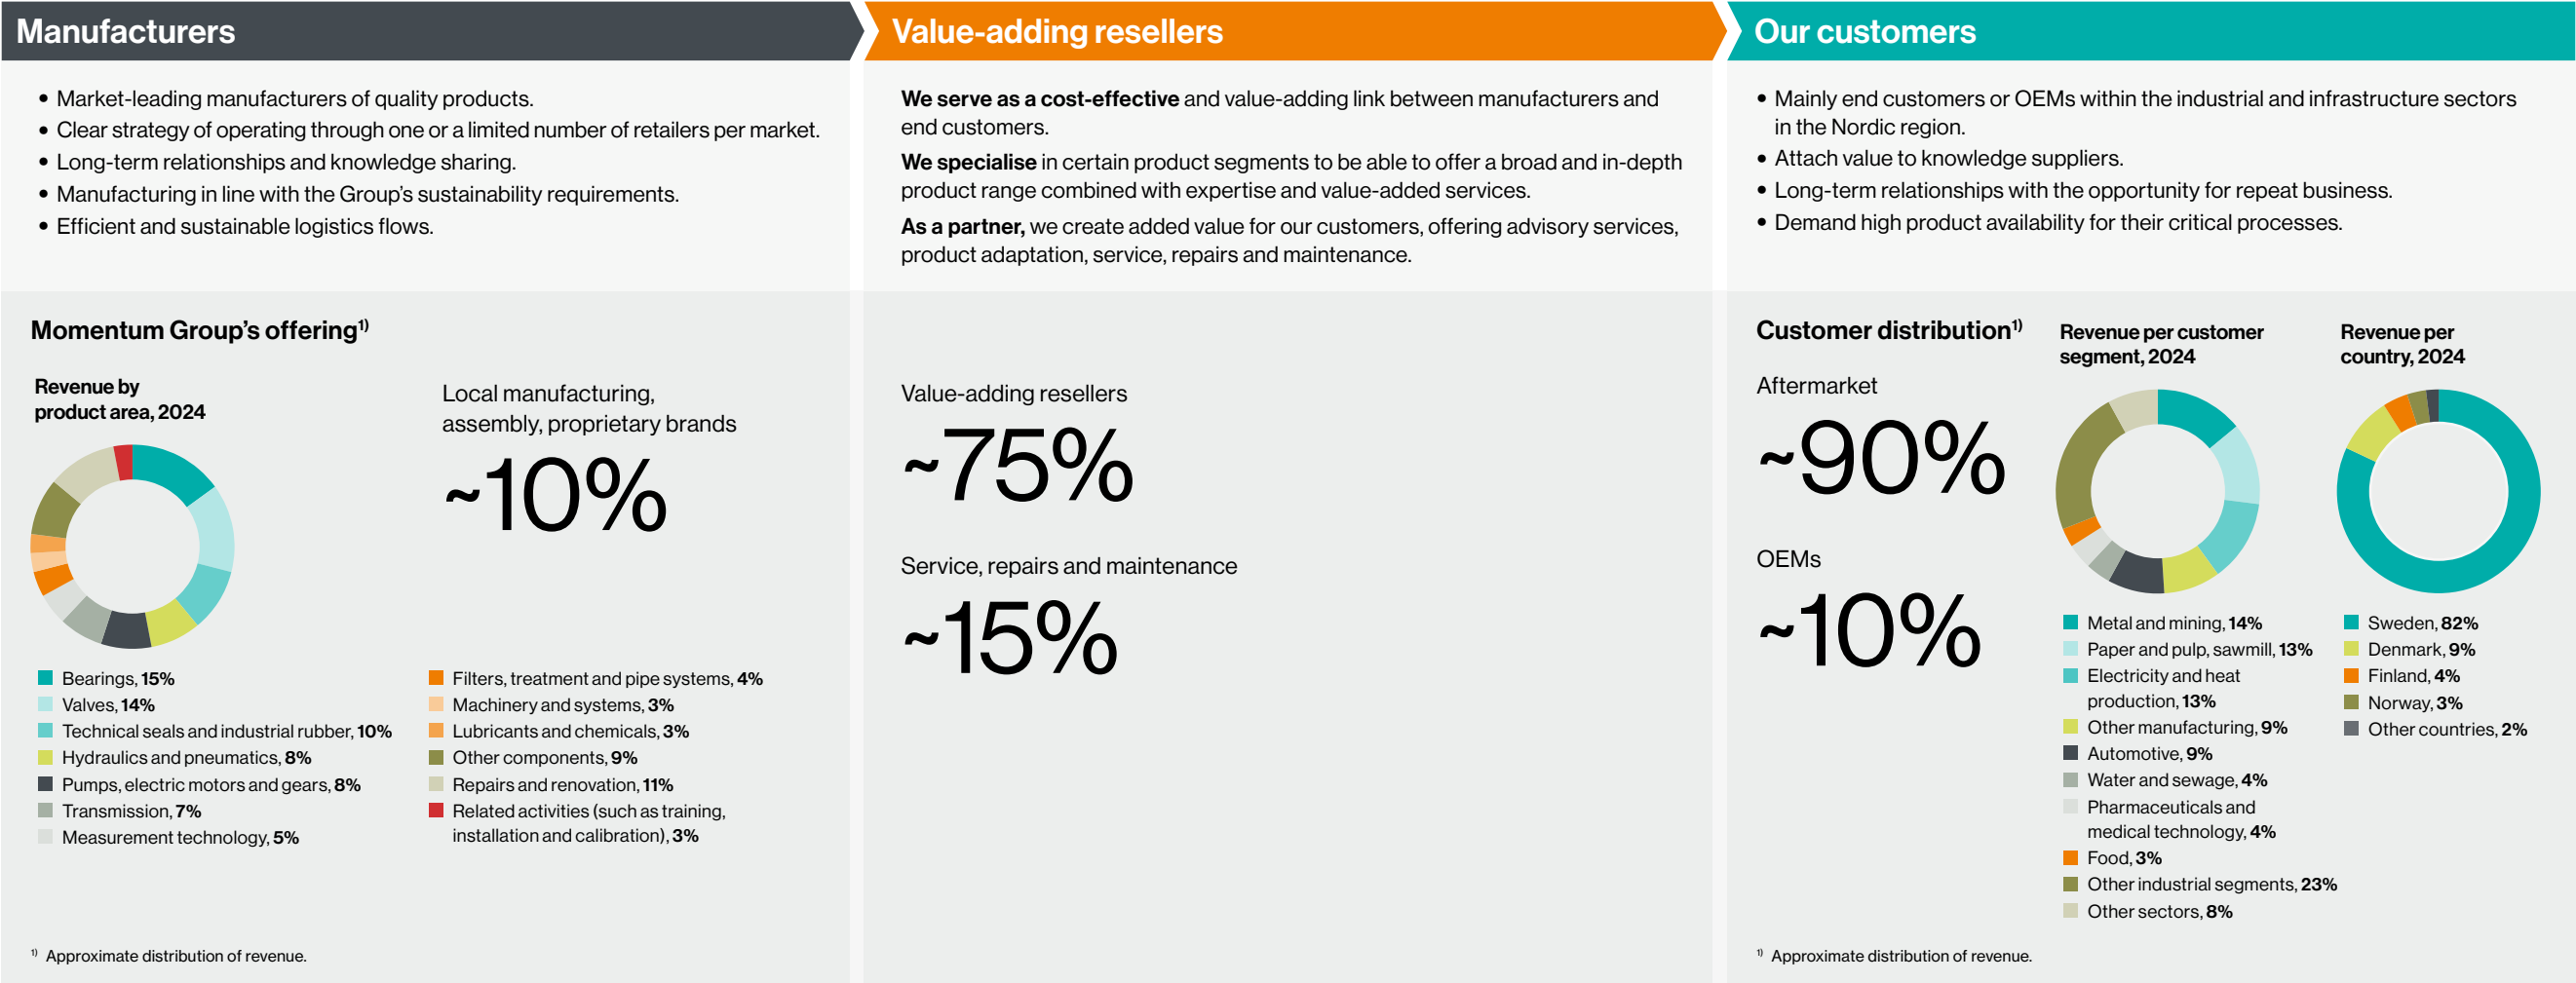 Manufacturers
• Market-leading manufacturers of quality products.
• Clear strategy of operating through one or a limited number of retailers per market.
• Long-term relationships and knowledge sharing.
• Manufacturing in line with the Group's sustainability requirements.
• Efficient and sustainable logistics flows.
Value-adding resellers
We serve as a cost-effective and value-adding link between manufacturers and
end customers.
We specialise in certain product segments to be able to offer a broad and in-depth
product range combined with expertise and value-added services.
As a partner, we create added value for our customers, offering advisory services,
product adaptation, service, repairs and maintenance.
Our customers
• Mainly end customers or OEMs within the industrial and infrastructure sectors
in the Nordic region.
• Attach value to knowledge suppliers.
• Long-term relationships with the opportunity for repeat business.
• Demand high product availability for their critical processes.
Momentum Group's offering¹⁾
Revenue by
product area, 2024
Bearings, 15%
Valves, 14%
Technical seals and industrial rubber, 10%
Hydraulics and pneumatics, 8%
Pumps, electric motors and gears, 8%
Transmission, 7%
Measurement technology, 5%
Filters, treatment and pipe systems, 4%
Machinery and systems, 3%
Lubricants and chemicals, 3%
Other components, 9%
Repairs and renovation, 11%
Related activities (such as training,
installation and calibration), 3%
Local manufacturing,
assembly, proprietary brands
~10%
¹⁾ Approximate distribution of revenue.
Value-adding resellers
~75%
Service, repairs and maintenance
~15%
Customer distribution¹⁾
Aftermarket
~90%
OEMs
~10%
Revenue per customer
segment, 2024
Metal and mining, 14%
Paper and pulp, sawmill, 13%
Electricity and heat
production, 13%
Other manufacturing, 9%
Automotive, 9%
Water and sewage, 4%
Pharmaceuticals and
medical technology, 4%
Food, 3%
Other industrial segments, 23%
Other sectors, 8%
Revenue per
country, 2024
Sweden, 82%
Denmark, 9%
Finland, 4%
Norway, 3%
Other countries, 2%
¹⁾ Approximate distribution of revenue.